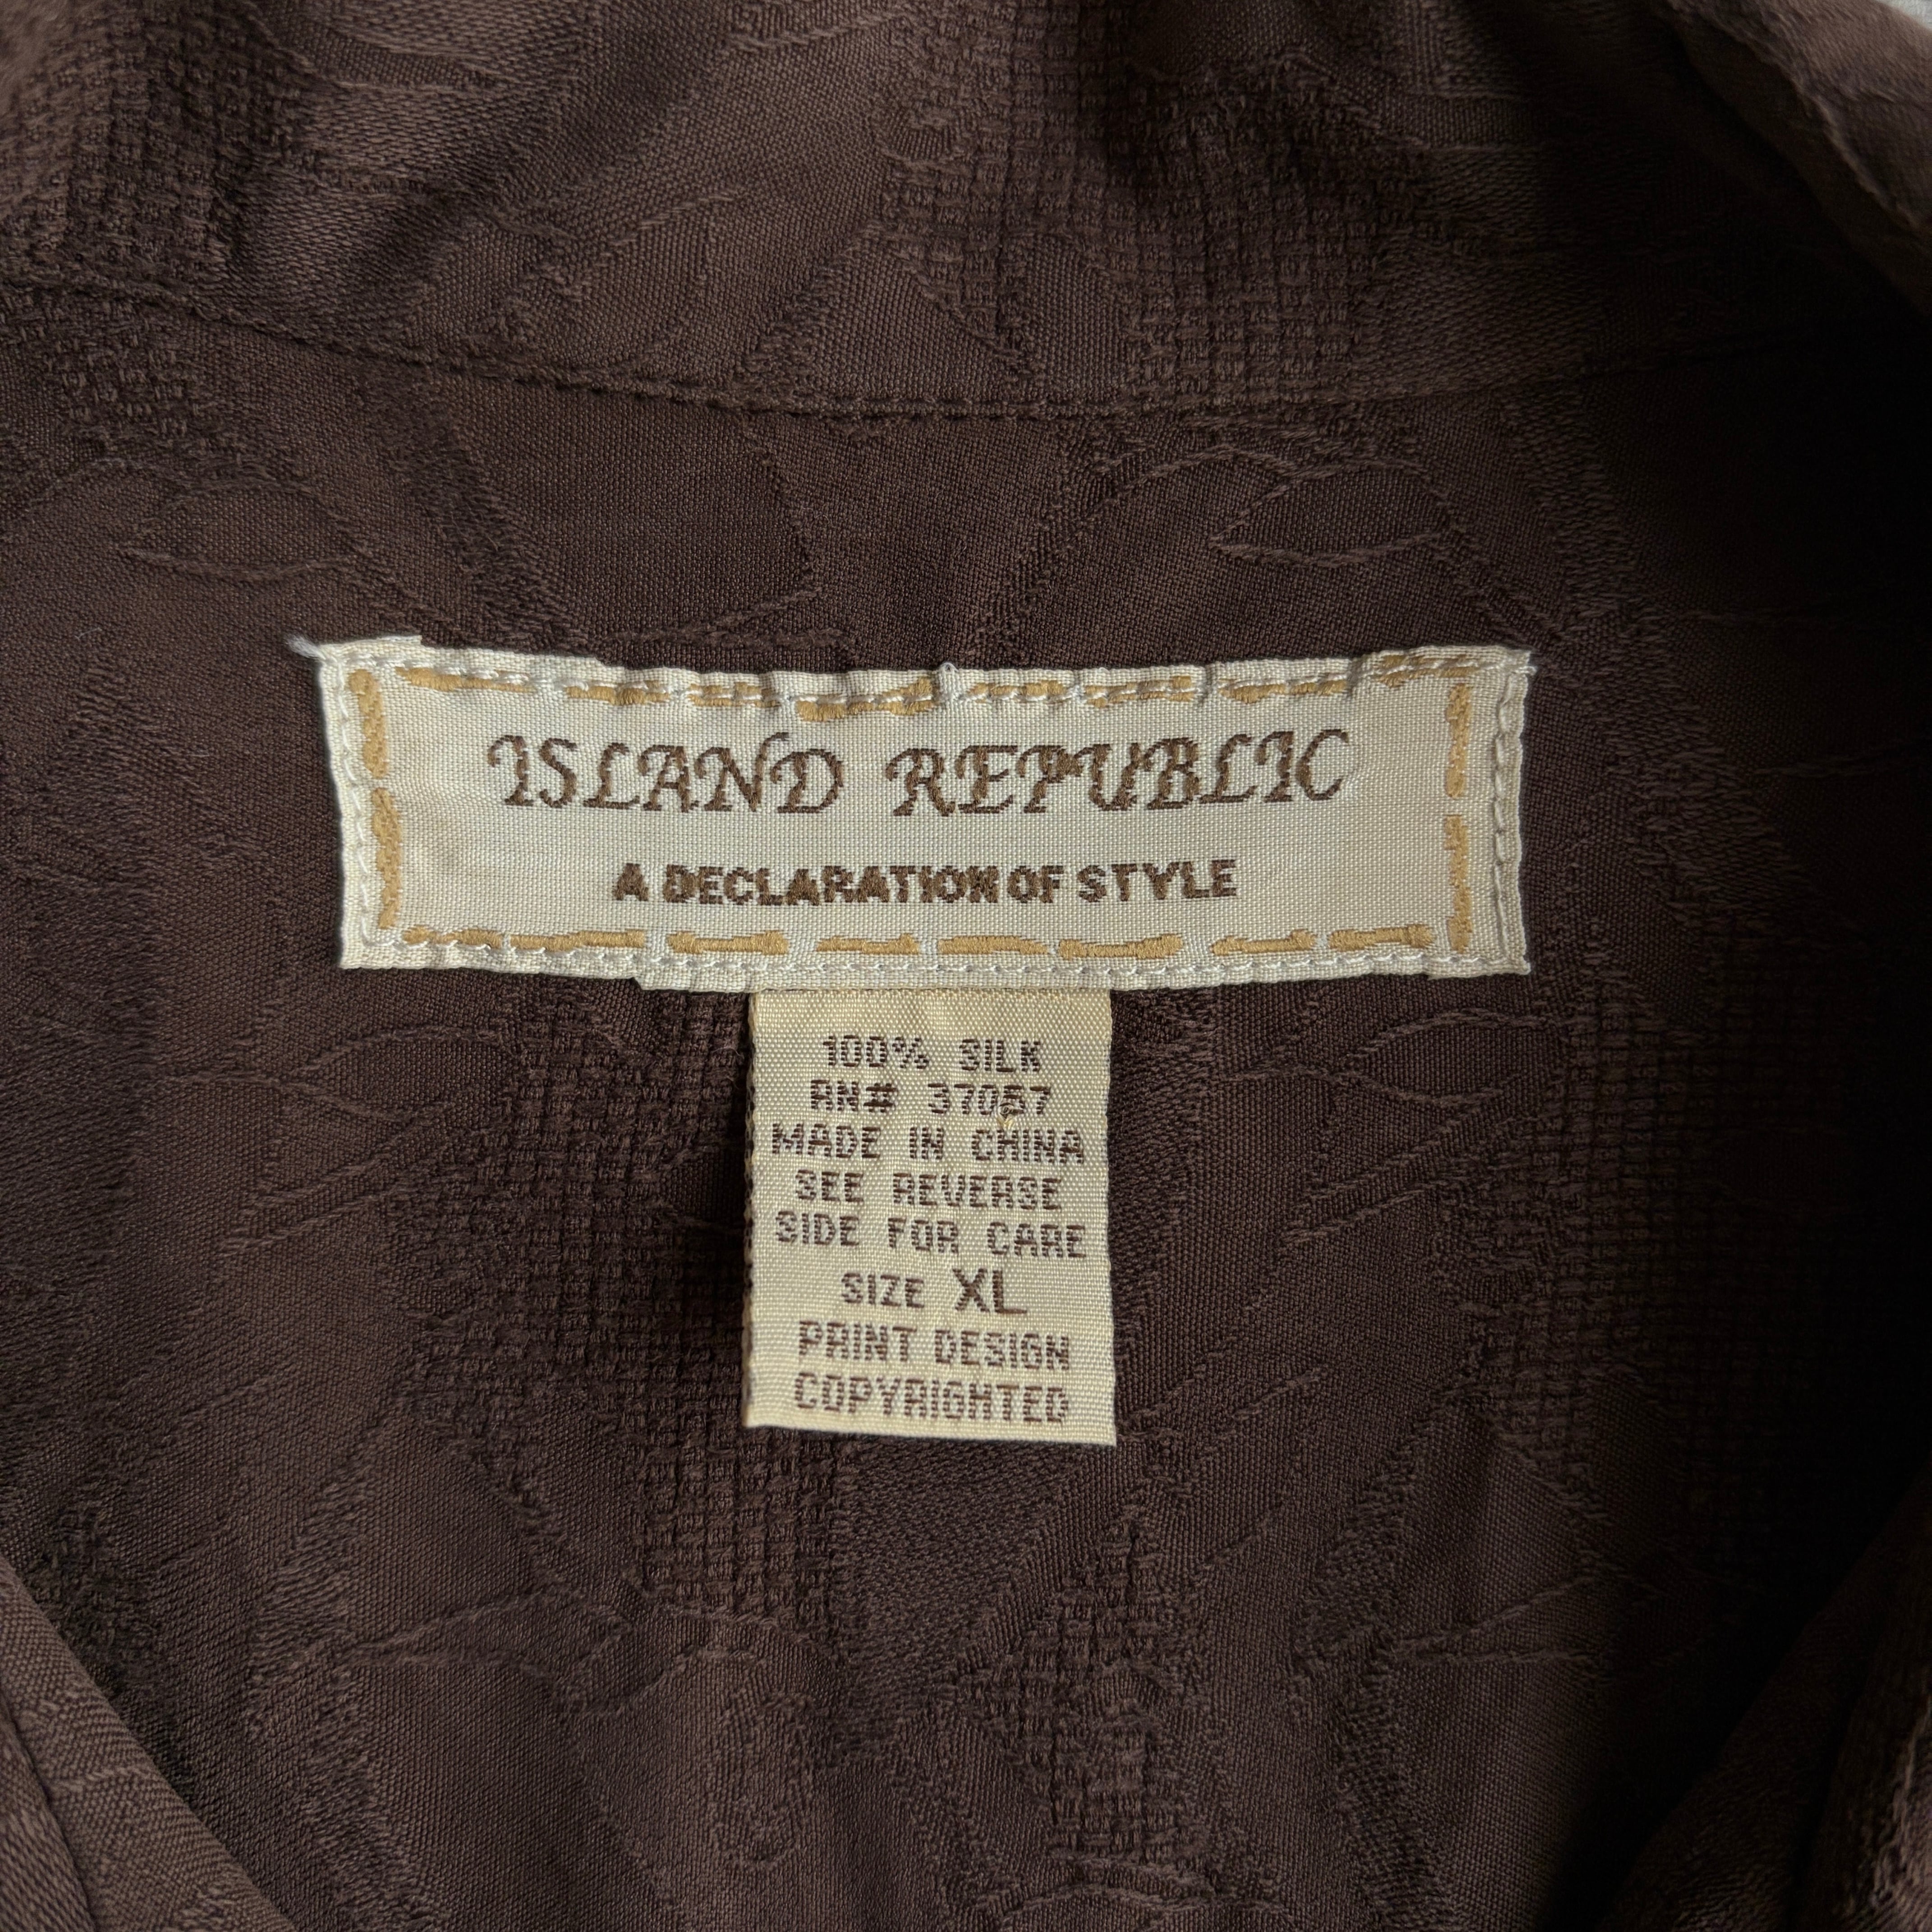 ISLAND REPUBLIC
A DECLARATION OF STYLE
100% SILK
RN# 37057
MADE IN CHINA
SEE REVERSE
SIDE FOR CARE
SIZE XL
PRINT DESIGN
COPYRIGHTED